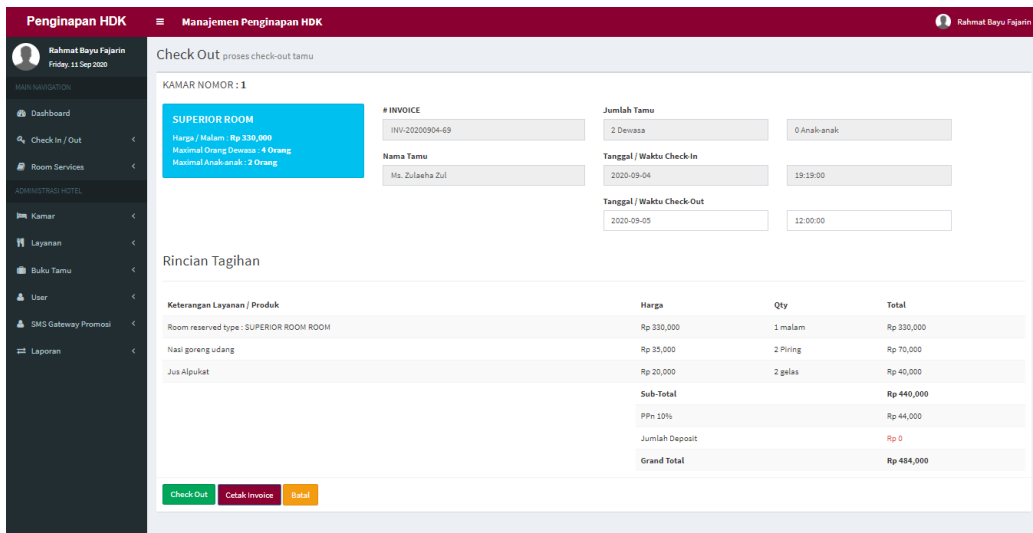 Penginapan HDK
Manajemen Penginapan HDK
Rahmat Bayu Fajarin
Rahmat Bayu Fajarin
Friday. 11 Sep 2020
MAIN NAVIGATION
Dashboard
Check In / Out
Room Services
ADMINISTRASI HOTEL
Kamar
Layanan
Buku Tamu
User
SMS Gateway Promosi
Laporan
Check Out proses check-out tamu
KAMAR NOMOR : 1
SUPERIOR ROOM
Harga / Malam : Rp 330,000
Maximal Orang Dewasa : 4 Orang
Maximal Anak-anak : 2 Orang
# INVOICE
INV-20200904-69
Nama Tamu
Ms. Zulaeha Zul
Jumlah Tamu
2 Dewasa 0 Anak-anak
Tanggal / Waktu Check-In
2020-09-04 19:19:00
Tanggal / Waktu Check-Out
2020-09-05 12:00:00
Rincian Tagihan
Keterangan Layanan / Produk Harga Qty Total
Room reserved type : SUPERIOR ROOM ROOM Rp 330,000 1 malam Rp 330,000
Nasi goreng udang Rp 35,000 2 Piring Rp 70,000
Jus Alpukat Rp 20,000 2 gelas Rp 40,000
Sub-Total Rp 440,000
PPn 10% Rp 44,000
Jumlah Deposit Rp 0
Grand Total Rp 484,000
Check Out Cetak Invoice Batal